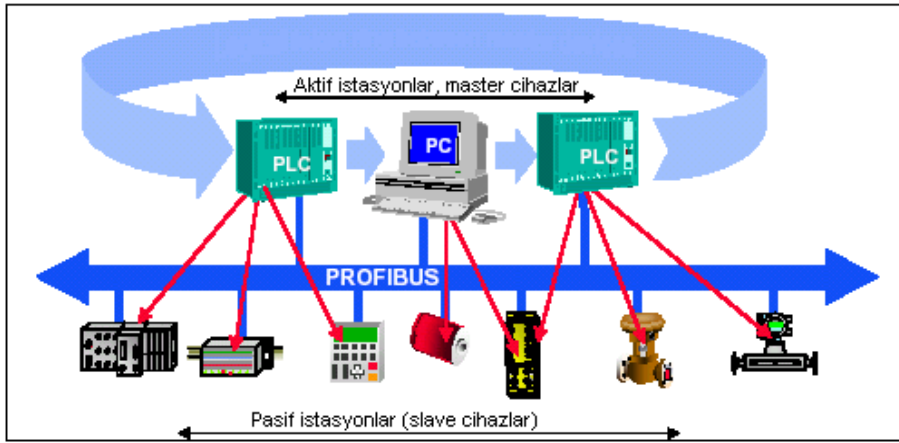 Aktif istasyonlar, master cihazlar
PLC
PC
PLC
PROFIBUS
Pasif istasyonlar (slave cihazlar)